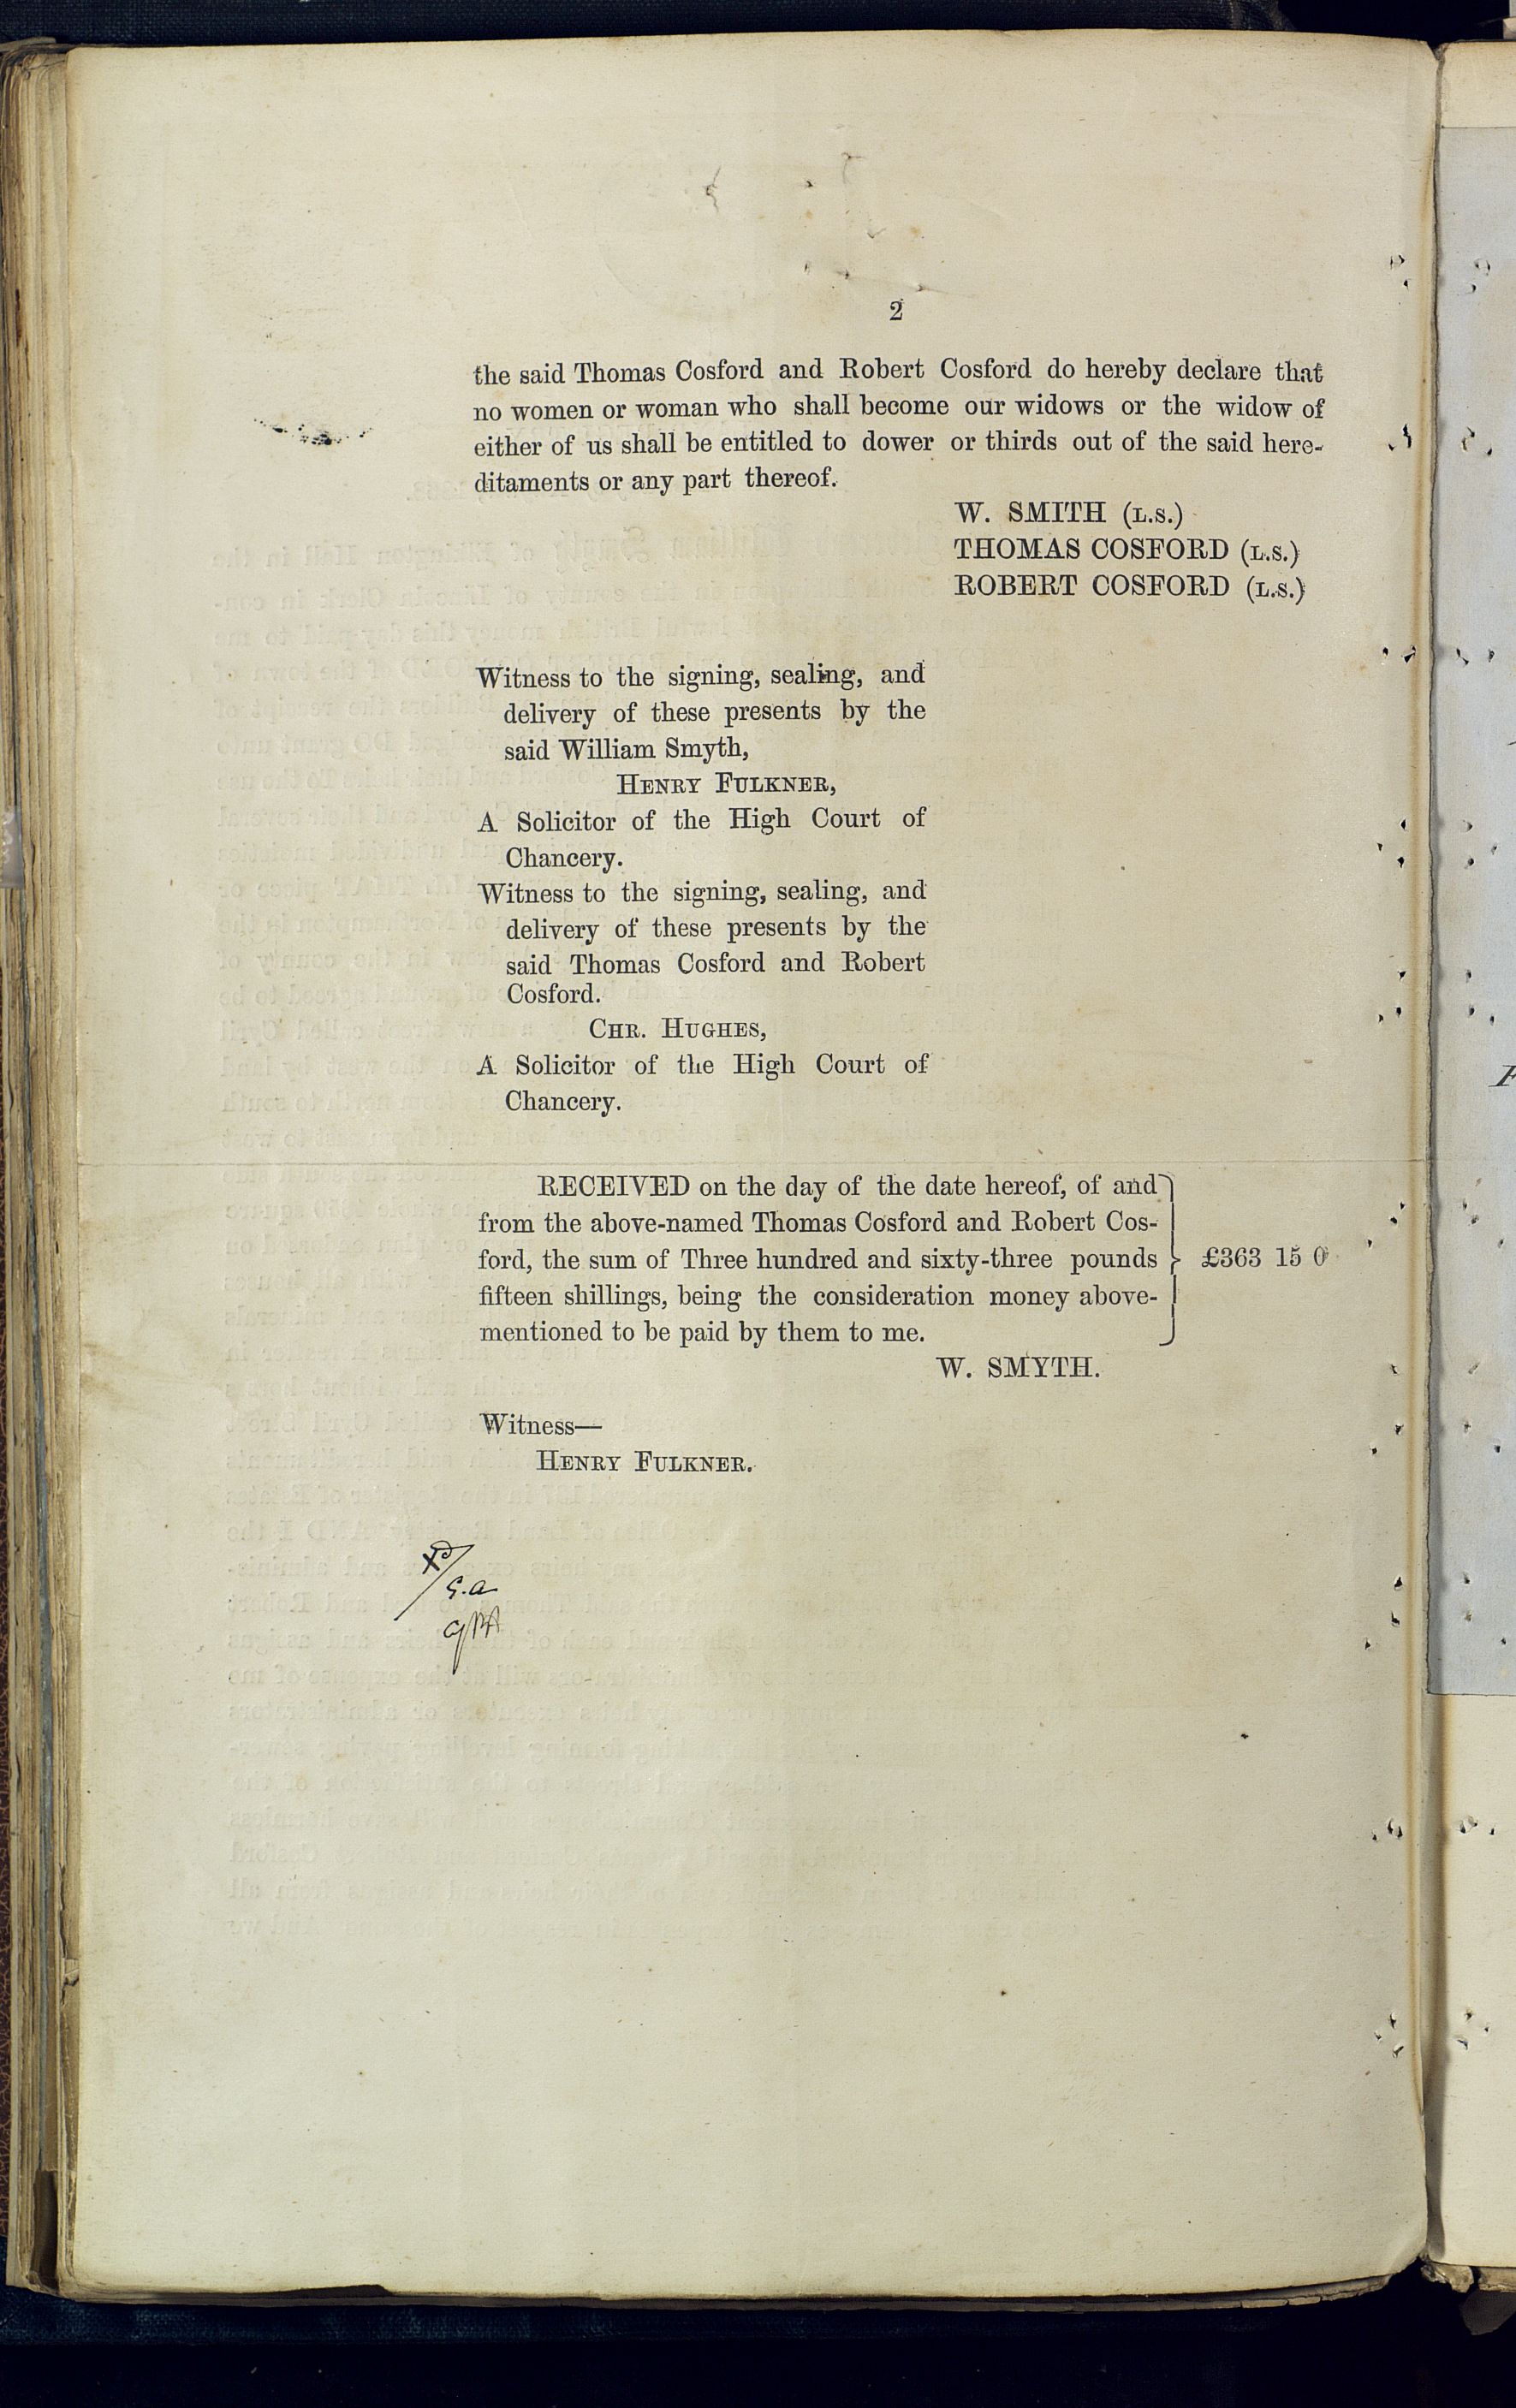 2
the said Thomas Cosford and Robert Cosford do hereby declare that
no women or woman who shall become our widows or the widow of
either of us shall be entitled to dower or thirds out of the said here-
ditaments or any part thereof.
W. SMITH (L.S.)
THOMAS COSFORD (L.S.)
ROBERT COSFORD (L.S.)
Witness to the signing, sealing, and
delivery of these presents by the
said William Smyth,
HENRY FULKNER,
A Solicitor of the High Court of
Chancery.
Witness to the signing, sealing, and
delivery of these presents by the
said Thomas Cosford and Robert
Cosford.
CHR. HUGHES,
A Solicitor of the High Court of
Chancery.
RECEIVED on the day of the date hereof, of and
from the above-named Thomas Cosford and Robert Cos-
ford, the sum of Three hundred and sixty-three pounds £363 15 0
fifteen shillings, being the consideration money above-
mentioned to be paid by them to me.
W. SMYTH.
Witness—
HENRY FULKNER.